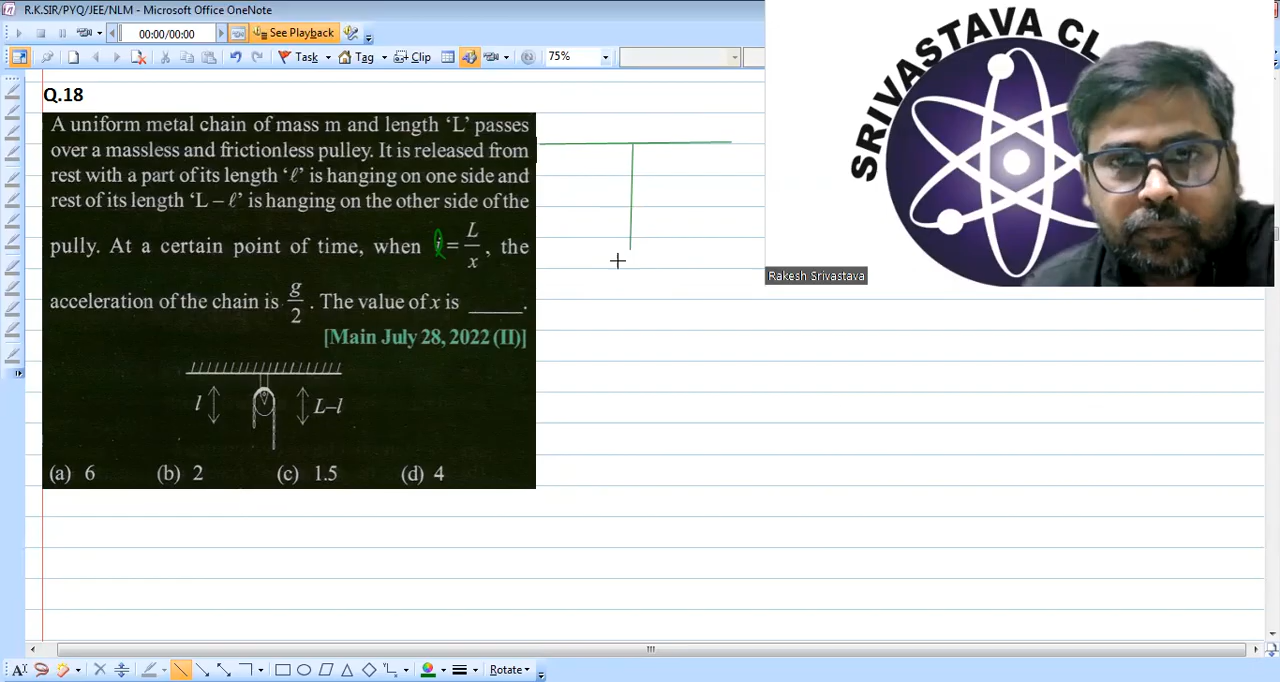 R.K.SIR/PYQ/JEE/NLM - Microsoft Office OneNote
00:00/00:00 See Playback
Task Tag Clip 75%
SRIVASTAVA CL
Q.18
A uniform metal chain of mass m and length ‘L’ passes
over a massless and frictionless pulley. It is released from
rest with a part of its length ‘ℓ’ is hanging on one side and
rest of its length ‘L – ℓ’ is hanging on the other side of the
pully. At a certain point of time, when ℓ = L/x, the
acceleration of the chain is g/2. The value of x is ______.
[Main July 28, 2022 (II)]
l L–l
(a) 6 (b) 2 (c) 1.5 (d) 4
Rakesh Srivastava
Rotate